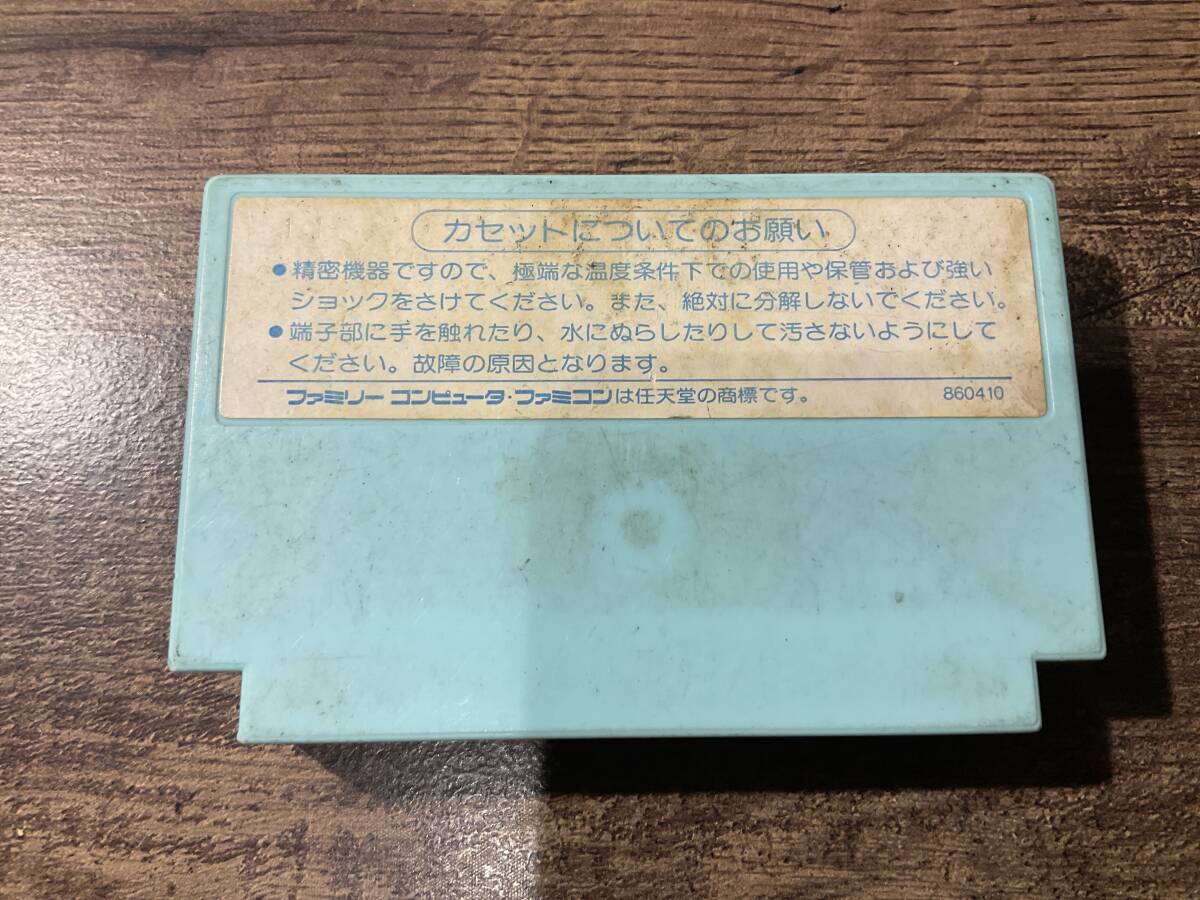 カセットについてのお願い
●精密機器ですので、極端な温度条件下での使用や保管および強い
ショックをさけてください。また、絶対に分解しないでください。
●端子部に手を触れたり、水にぬらしたりして汚さないようにして
ください。故障の原因となります。
ファミリー コンピュータ・ファミコンは任天堂の商標です。 860410